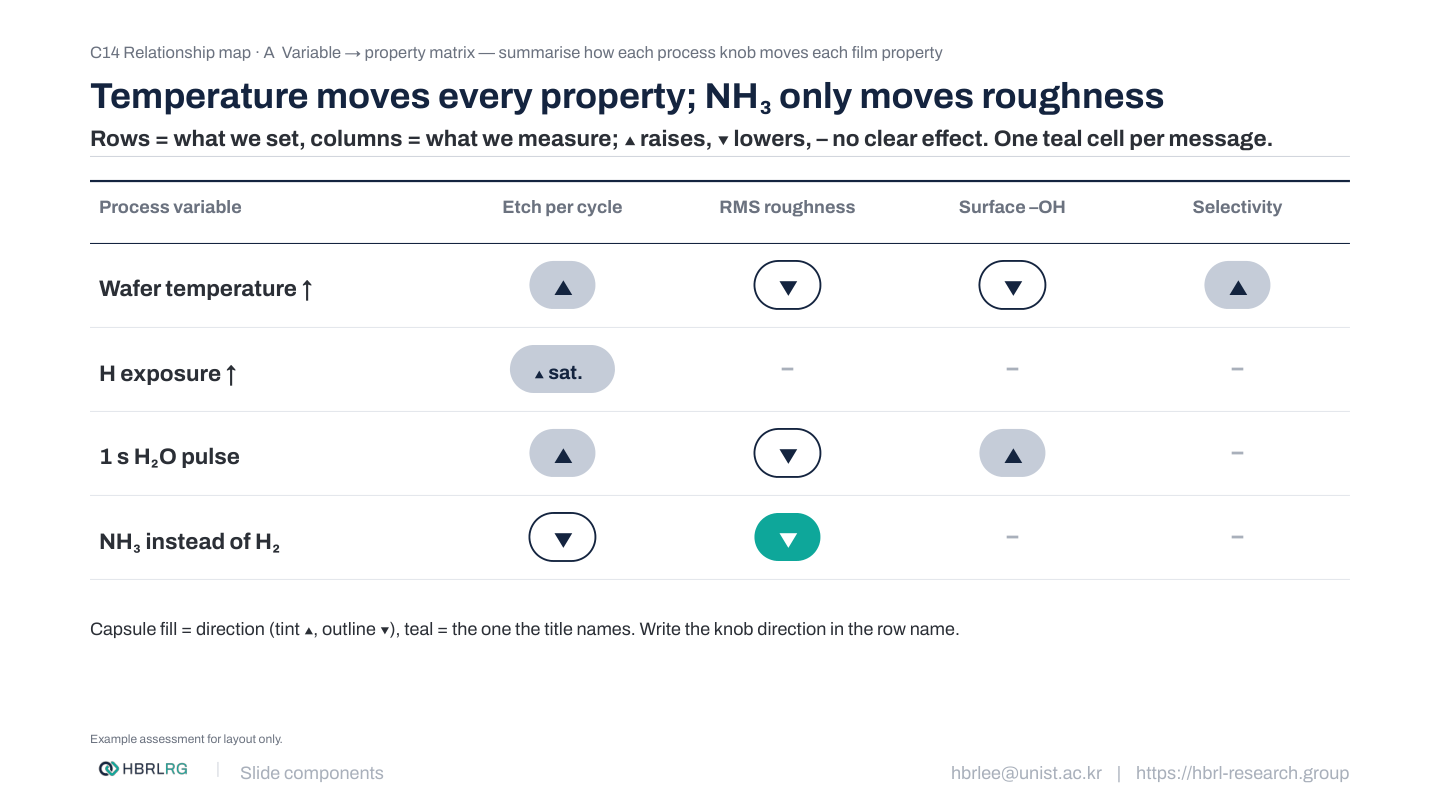 C14 Relationship map · A  Variable → property matrix — summarise how each process knob moves each film property
Temperature moves every property; NH₃ only moves roughness
Rows = what we set, columns = what we measure; ▲ raises, ▼ lowers, – no clear effect. One teal cell per message.
Process variable  Etch per cycle  RMS roughness  Surface –OH  Selectivity
Wafer temperature ↑  ▲  ▼  ▼  ▲
H exposure ↑  ▲ sat.  –  –  –
1 s H₂O pulse  ▲  ▼  ▲  –
NH₃ instead of H₂  ▼  ▼  –  –
Capsule fill = direction (tint ▲, outline ▼), teal = the one the title names. Write the knob direction in the row name.
Example assessment for layout only.
HBRLRG | Slide components  hbrlee@unist.ac.kr | https://hbrl-research.group